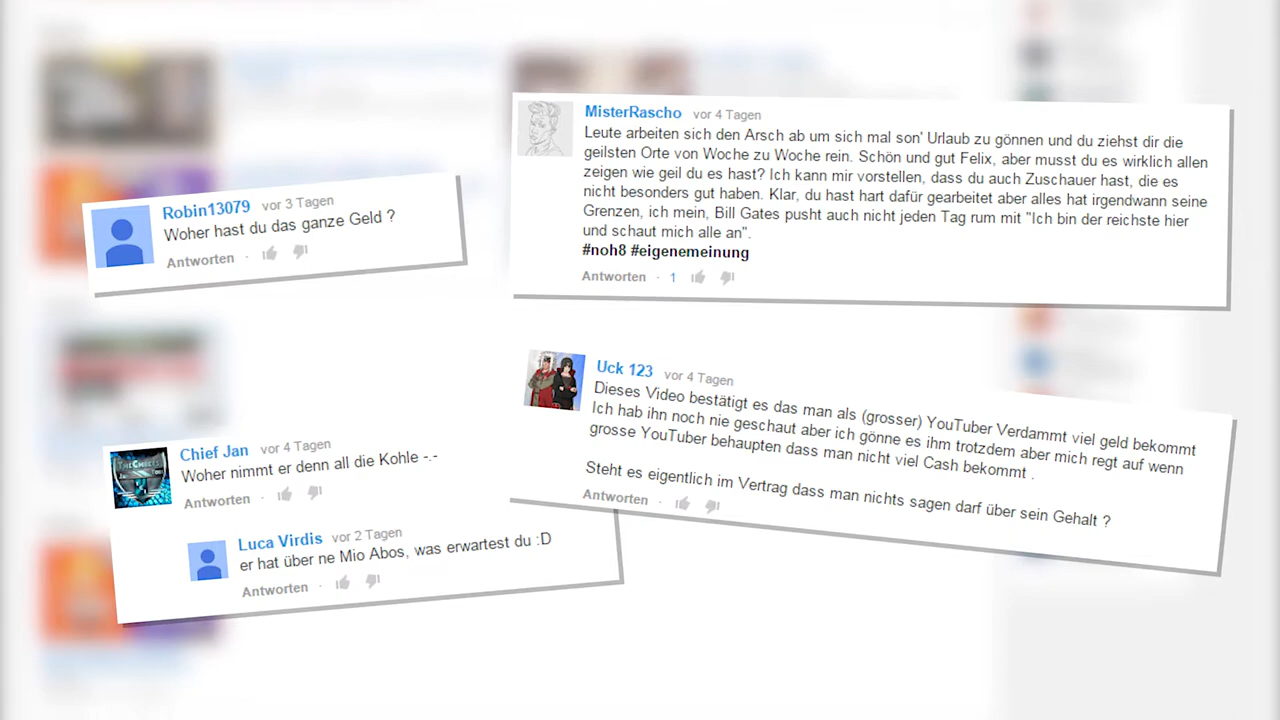 MisterRascho vor 4 Tagen
Leute arbeiten sich den Arsch ab um sich mal son' Urlaub zu gönnen und du ziehst dir die
geilsten Orte von Woche zu Woche rein. Schön und gut Felix, aber musst du es wirklich allen
zeigen wie geil du es hast? Ich kann mir vorstellen, dass du auch Zuschauer hast, die es
nicht besonders gut haben. Klar, du hast hart dafür gearbeitet aber alles hat irgendwann seine
Grenzen, ich mein, Bill Gates pusht auch nicht jeden Tag rum mit "Ich bin der reichste hier
und schaut mich alle an".
#noh8 #eigenemeinung
Antworten · 1
Robin13079 vor 3 Tagen
Woher hast du das ganze Geld ?
Antworten ·
Uck 123 vor 4 Tagen
Dieses Video bestätigt es das man als (grosser) YouTuber Verdammt viel geld bekommt
Ich hab ihn noch nie geschaut aber ich gönne es ihm trotzdem aber mich regt auf wenn
grosse YouTuber behaupten dass man nicht viel Cash bekommt .
Steht es eigentlich im Vertrag dass man nichts sagen darf über sein Gehalt ?
Antworten ·
Chief Jan vor 4 Tagen
Woher nimmt er denn all die Kohle -.-
Antworten ·
Luca Virdis vor 2 Tagen
er hat über ne Mio Abos, was erwartest du :D
Antworten ·